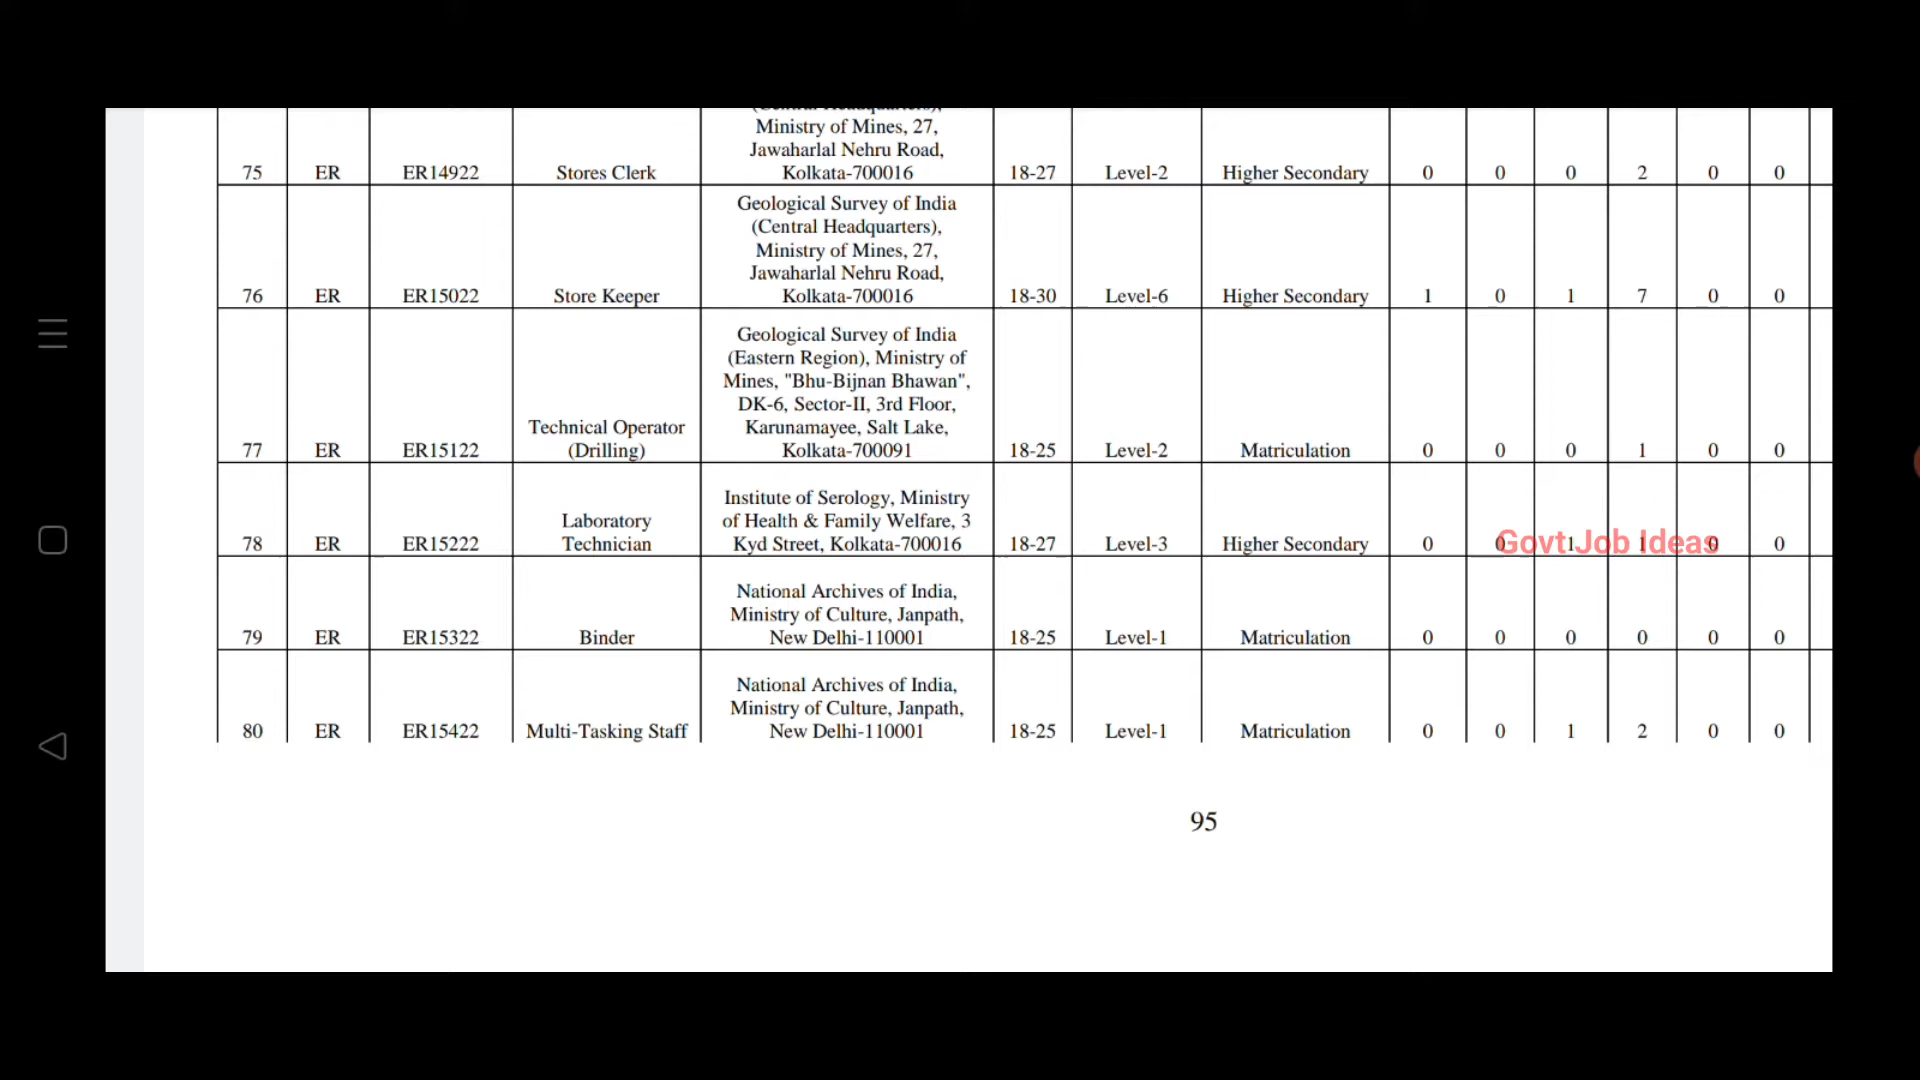 Ministry of Mines, 27,
Jawaharlal Nehru Road,
75 ER ER14922 Stores Clerk Kolkata-700016 18-27 Level-2 Higher Secondary 0 0 0 2 0 0
Geological Survey of India
(Central Headquarters),
Ministry of Mines, 27,
Jawaharlal Nehru Road,
76 ER ER15022 Store Keeper Kolkata-700016 18-30 Level-6 Higher Secondary 1 0 1 7 0 0
Geological Survey of India
(Eastern Region), Ministry of
Mines, "Bhu-Bijnan Bhawan",
DK-6, Sector-II, 3rd Floor,
Technical Operator Karunamayee, Salt Lake,
77 ER ER15122 (Drilling) Kolkata-700091 18-25 Level-2 Matriculation 0 0 0 1 0 0
Institute of Serology, Ministry
Laboratory of Health & Family Welfare, 3
78 ER ER15222 Technician Kyd Street, Kolkata-700016 18-27 Level-3 Higher Secondary 0 0 1 1 0 0
Govt Job Ideas
National Archives of India,
Ministry of Culture, Janpath,
79 ER ER15322 Binder New Delhi-110001 18-25 Level-1 Matriculation 0 0 0 0 0 0
National Archives of India,
Ministry of Culture, Janpath,
80 ER ER15422 Multi-Tasking Staff New Delhi-110001 18-25 Level-1 Matriculation 0 0 1 2 0 0
95